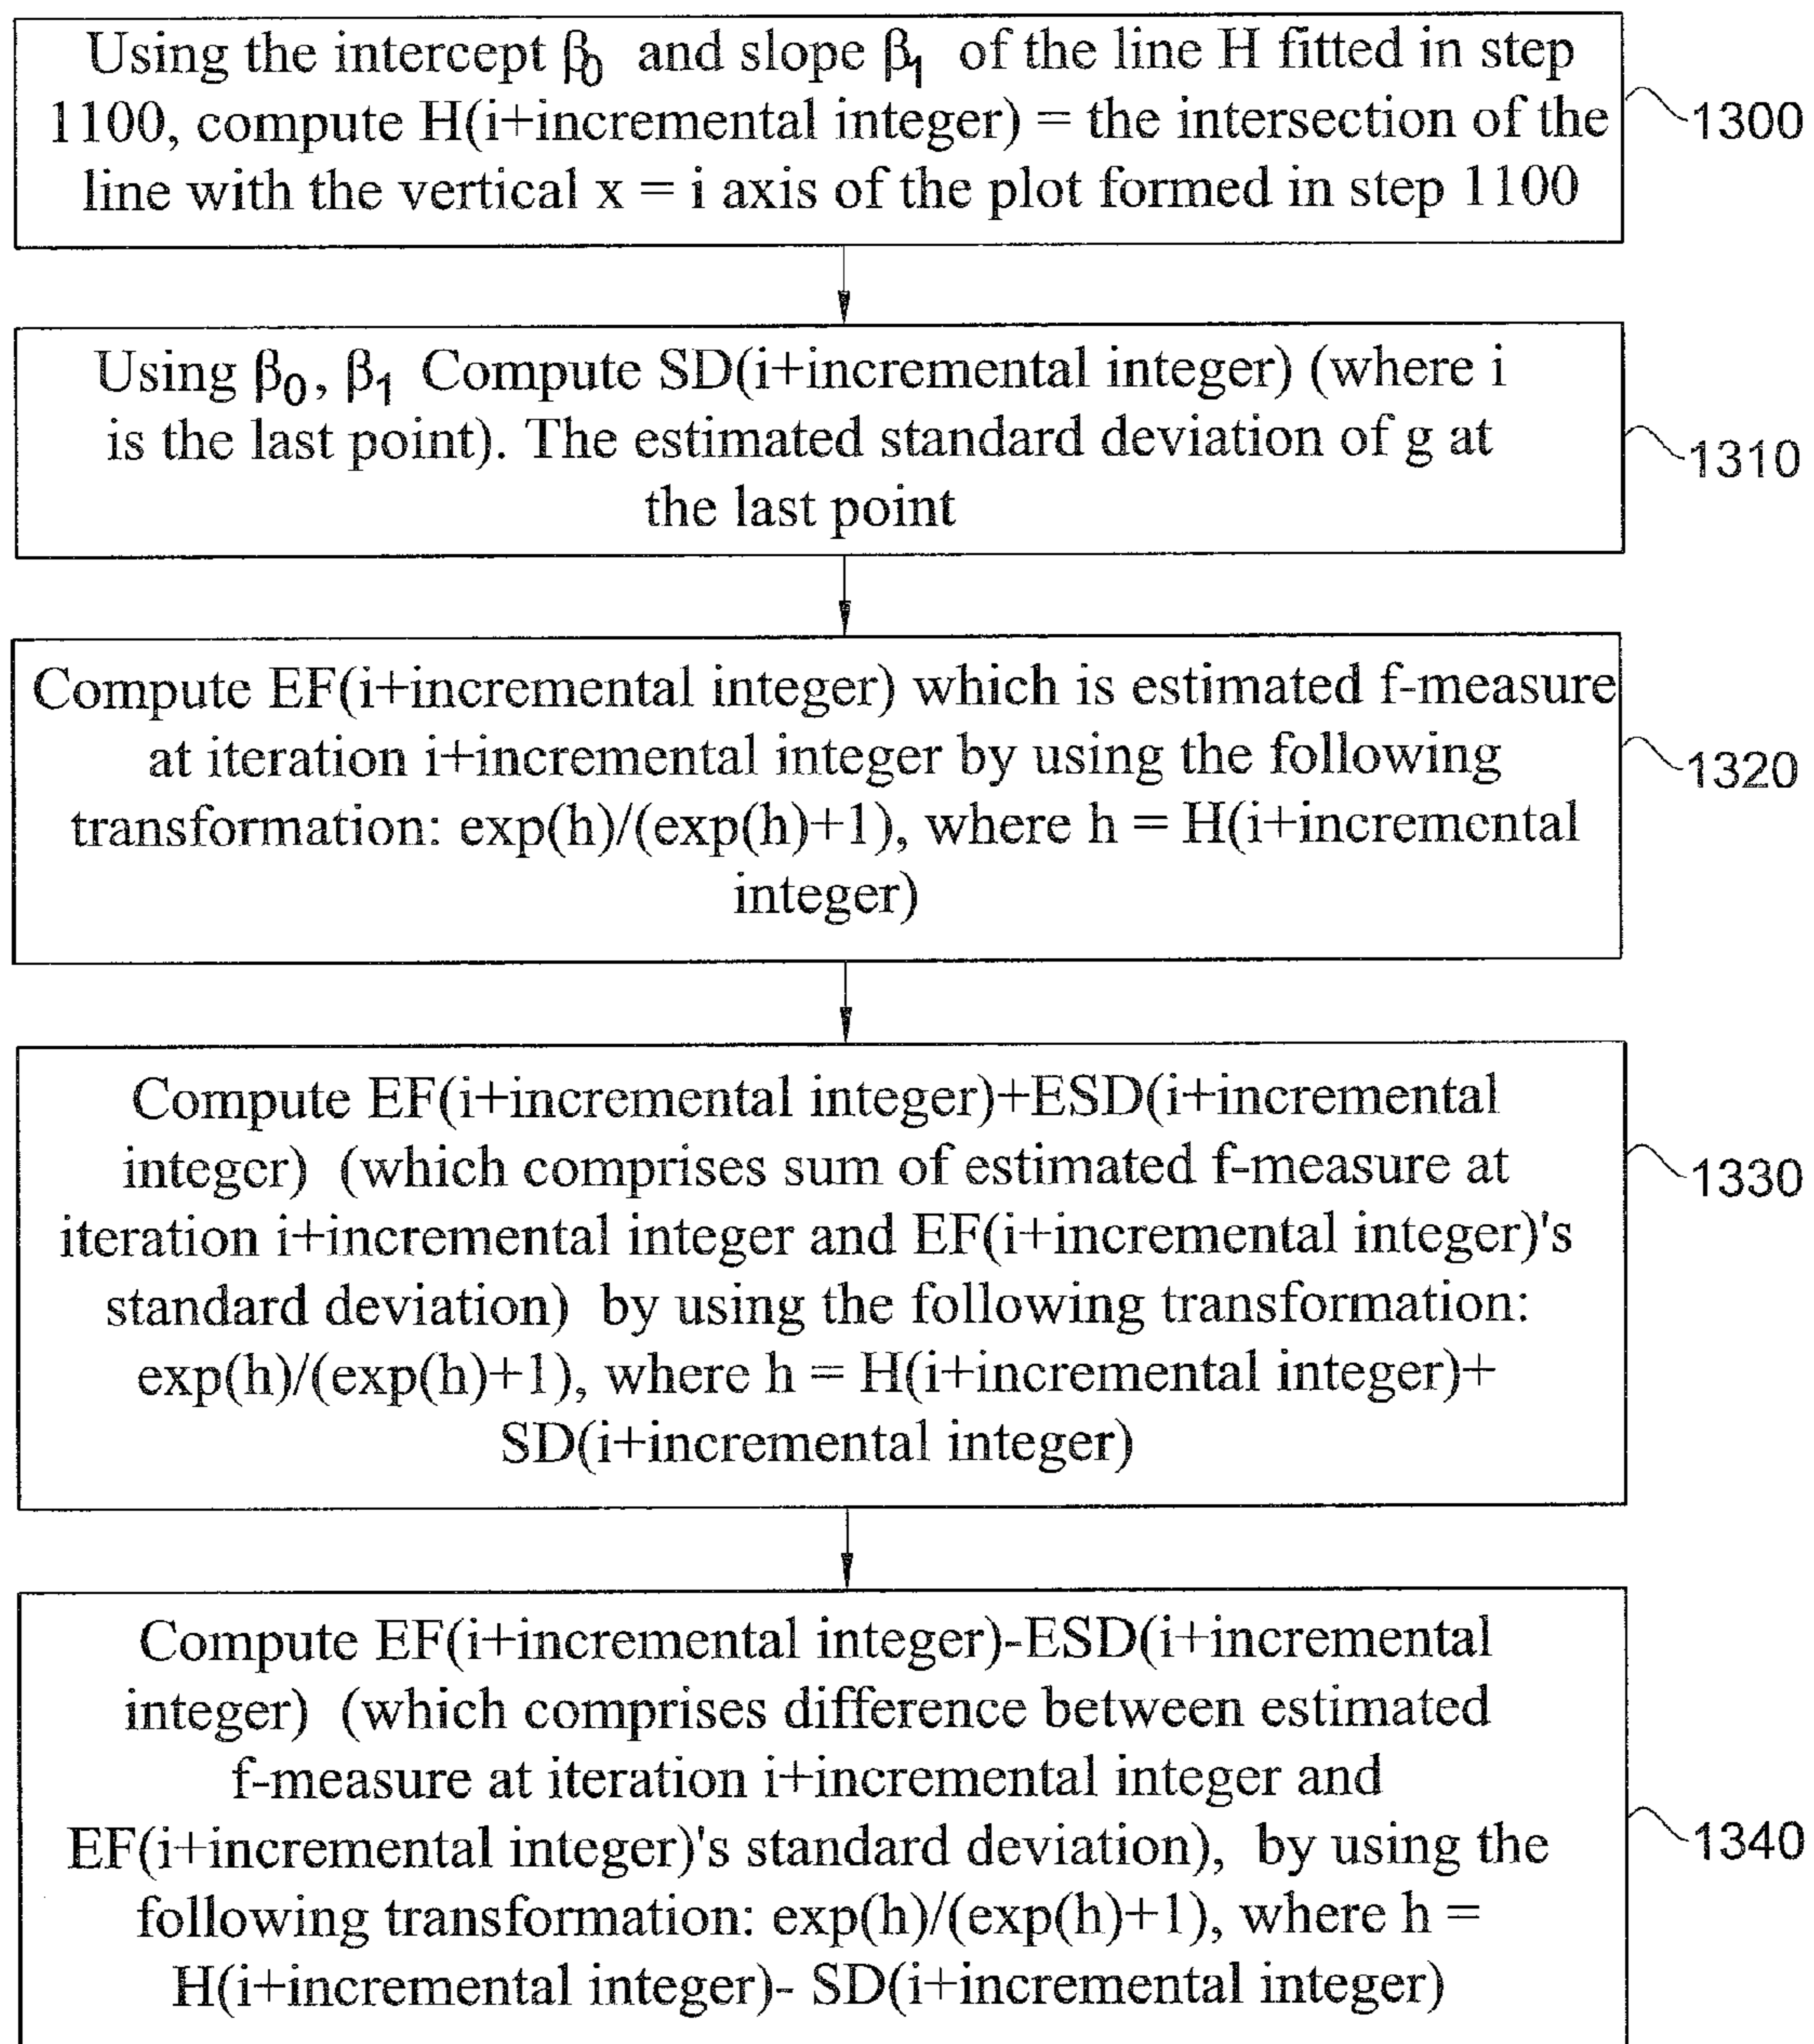 Using the intercept β0 and slope β1 of the line H fitted in step
1100, compute H(i+incremental integer) = the intersection of the
line with the vertical x = i axis of the plot formed in step 1100
1300
Using β0, β1 Compute SD(i+incremental integer) (where i
is the last point). The estimated standard deviation of g at
the last point
1310
Compute EF(i+incremental integer) which is estimated f-measure
at iteration i+incremental integer by using the following
transformation: exp(h)/(exp(h)+1), where h = H(i+incremental
integer)
1320
Compute EF(i+incremental integer)+ESD(i+incremental
integer) (which comprises sum of estimated f-measure at
iteration i+incremental integer and EF(i+incremental integer)'s
standard deviation) by using the following transformation:
exp(h)/(exp(h)+1), where h = H(i+incremental integer)+
SD(i+incremental integer)
1330
Compute EF(i+incremental integer)-ESD(i+incremental
integer) (which comprises difference between estimated
f-measure at iteration i+incremental integer and
EF(i+incremental integer)'s standard deviation), by using the
following transformation: exp(h)/(exp(h)+1), where h =
H(i+incremental integer)- SD(i+incremental integer)
1340